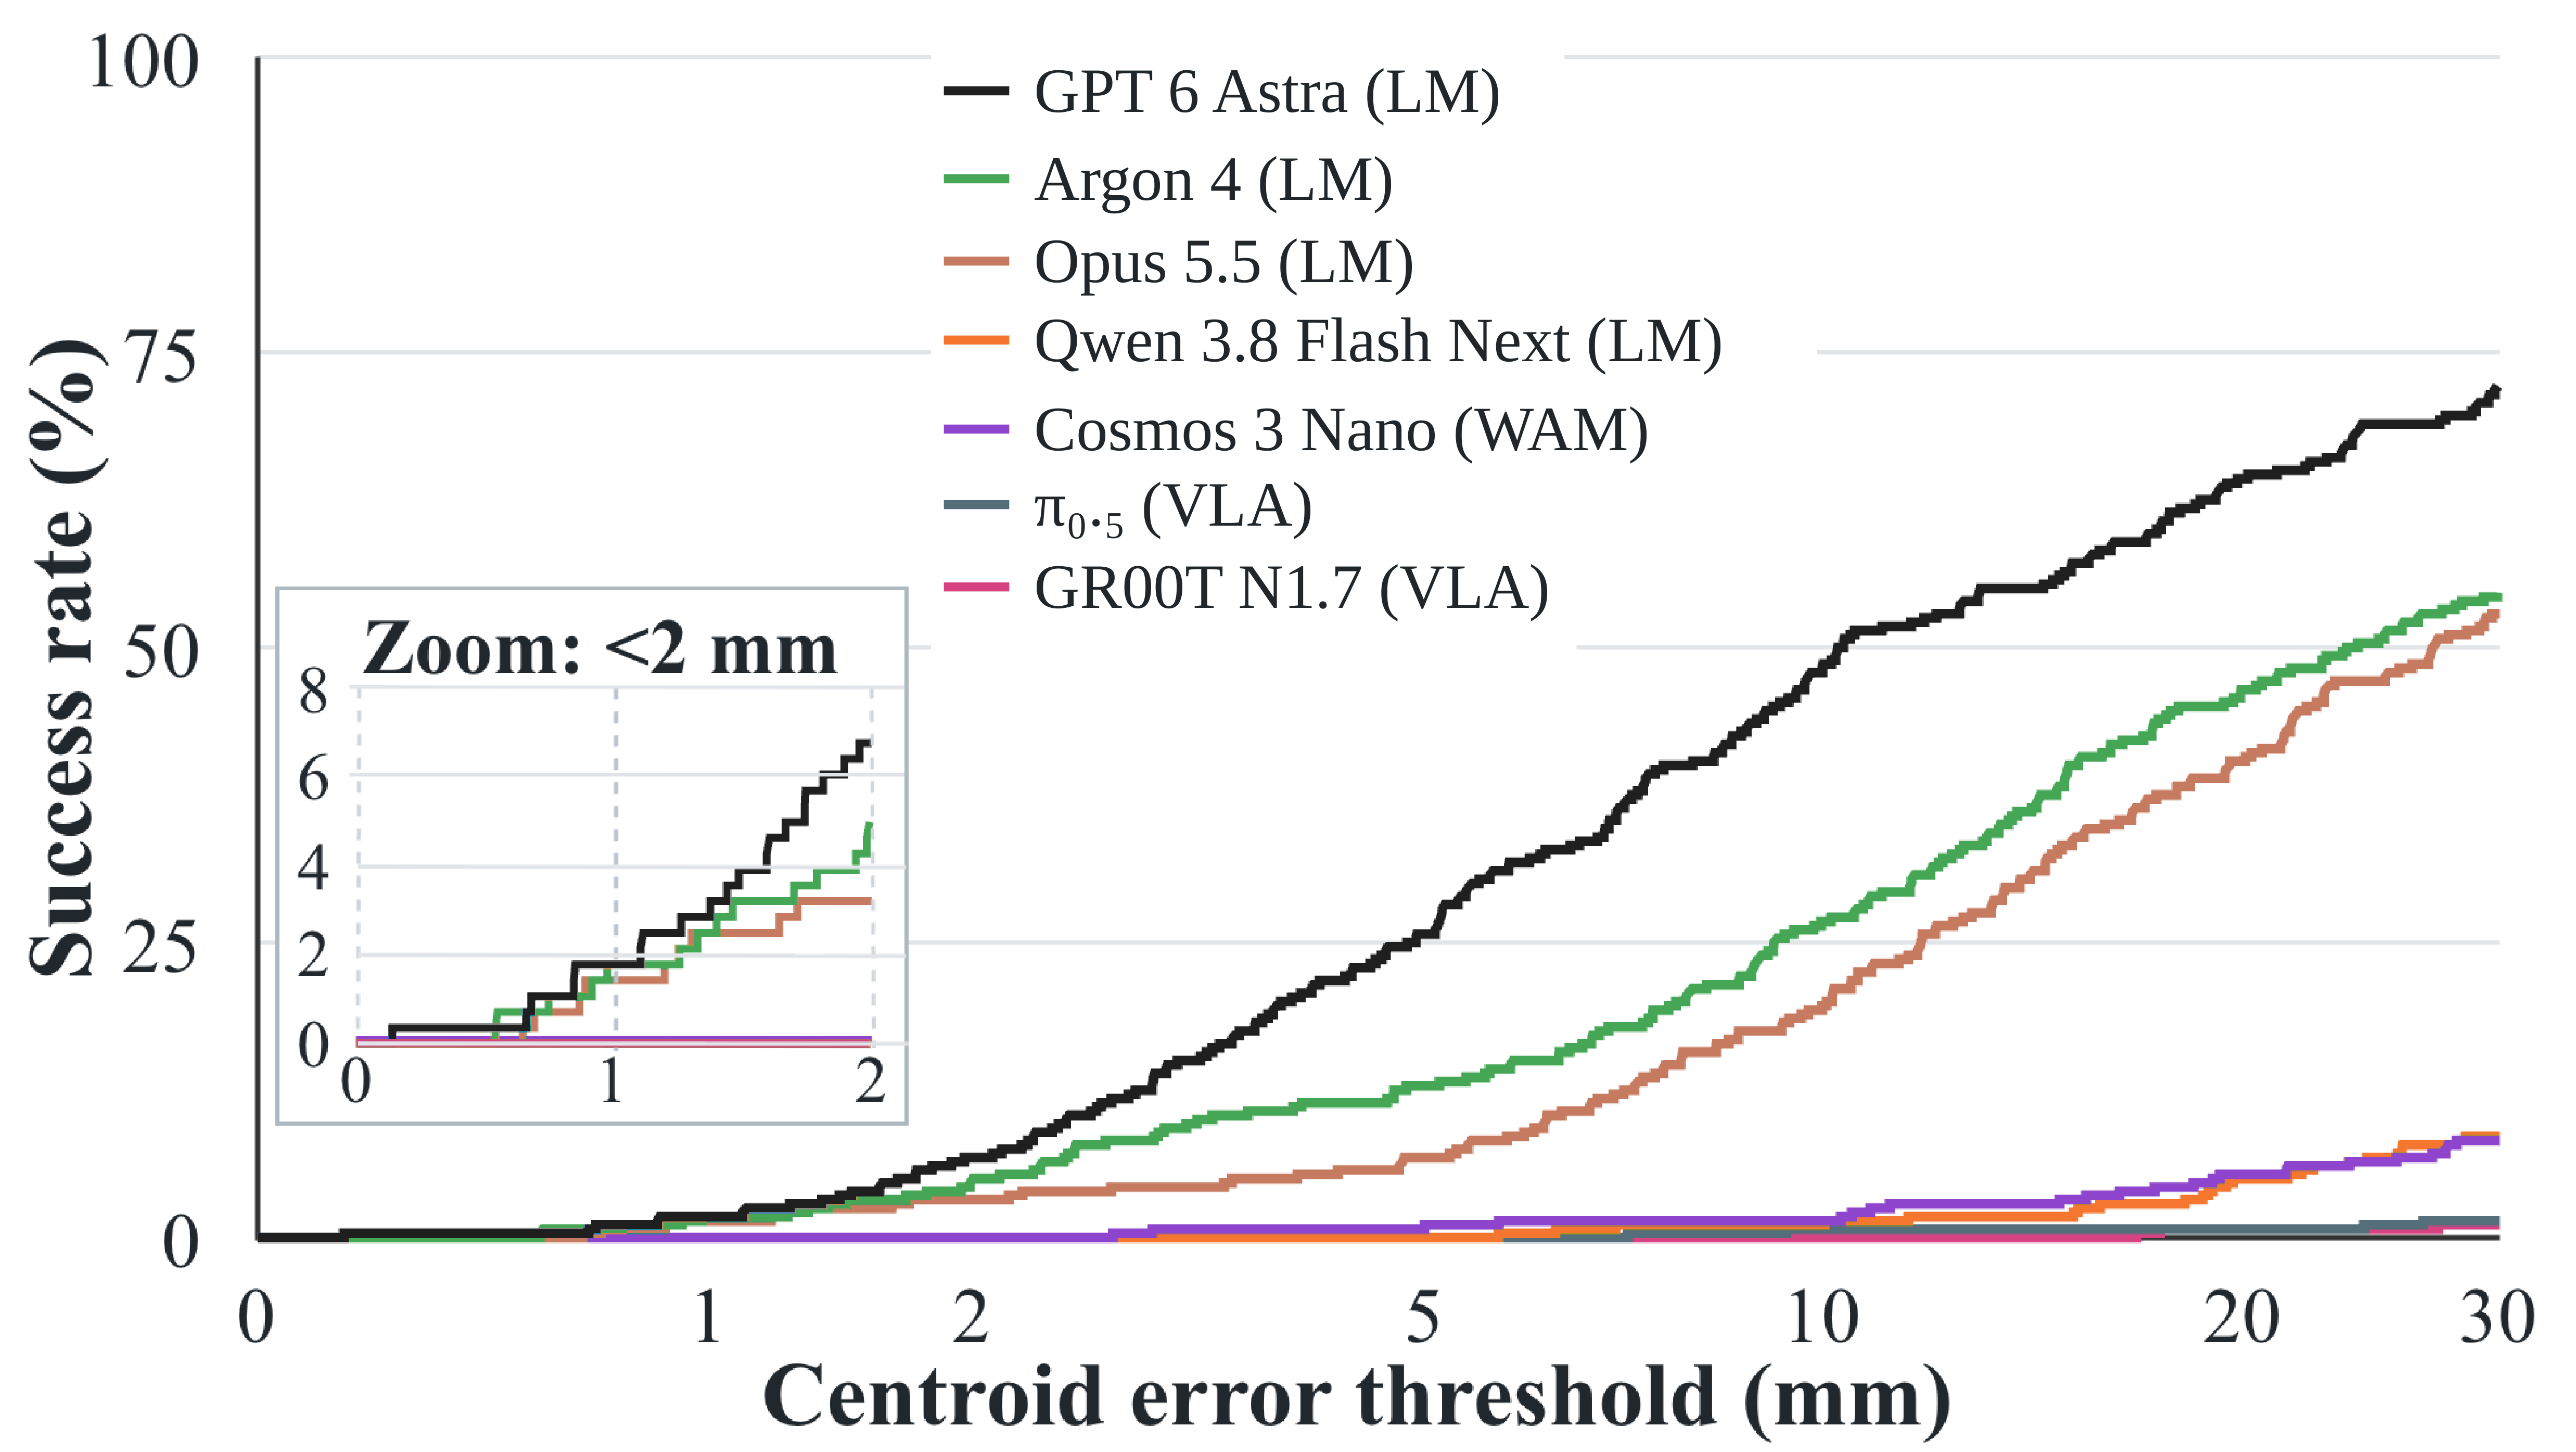 100
75
50
25
0
Success rate (%)
GPT 6 Astra (LM)
Argon 4 (LM)
Opus 5.5 (LM)
Qwen 3.8 Flash Next (LM)
Cosmos 3 Nano (WAM)
π₀.₅ (VLA)
GR00T N1.7 (VLA)
Zoom: <2 mm
8
6
4
2
0
0 1 2
0 1 2 5 10 20 30
Centroid error threshold (mm)